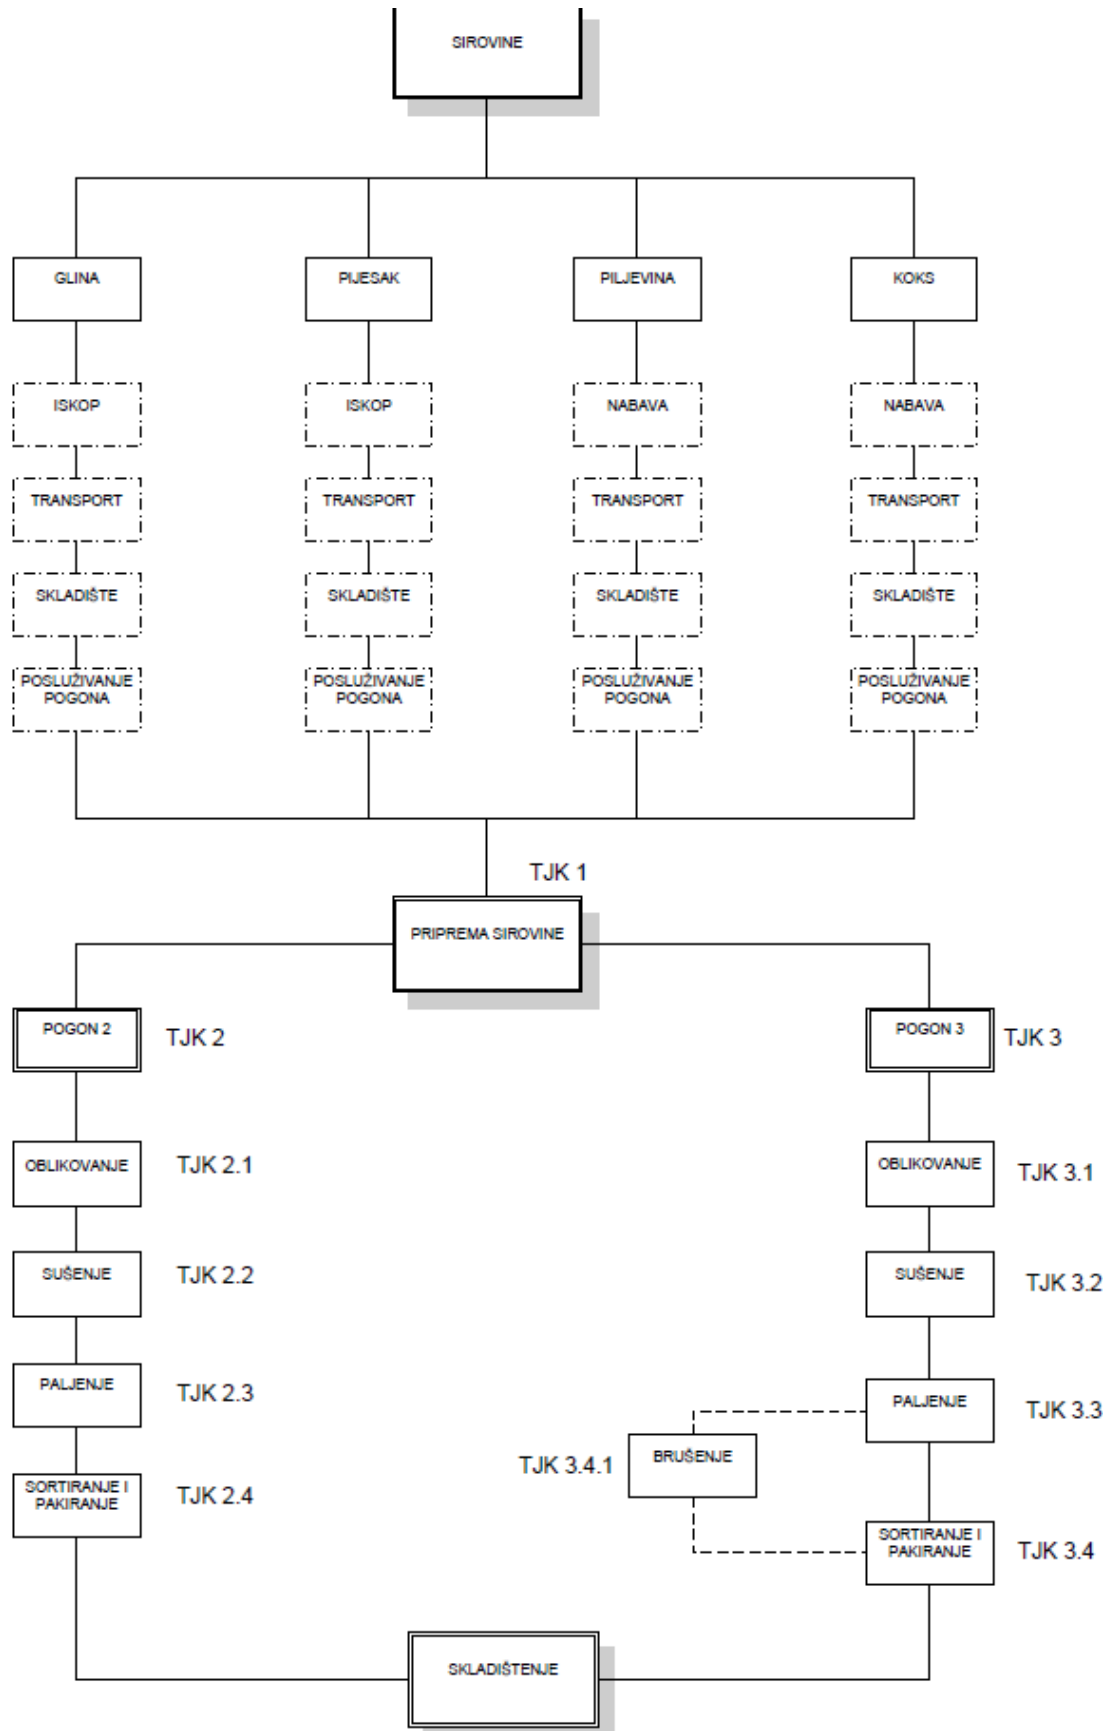 SIROVINE
GLINA
PIJESAK
PILJEVINA
KOKS
ISKOP
ISKOP
NABAVA
NABAVA
TRANSPORT
TRANSPORT
TRANSPORT
TRANSPORT
SKLADIŠTE
SKLADIŠTE
SKLADIŠTE
SKLADIŠTE
POSLUŽIVANJE
POGONA
POSLUŽIVANJE
POGONA
POSLUŽIVANJE
POGONA
POSLUŽIVANJE
POGONA
TJK 1
PRIPREMA SIROVINE
POGON 2
TJK 2
POGON 3
TJK 3
OBLIKOVANJE
TJK 2.1
OBLIKOVANJE
TJK 3.1
SUŠENJE
TJK 2.2
SUŠENJE
TJK 3.2
PALJENJE
TJK 2.3
PALJENJE
TJK 3.3
TJK 3.4.1
BRUŠENJE
SORTIRANJE I
PAKIRANJE
TJK 2.4
SORTIRANJE I
PAKIRANJE
TJK 3.4
SKLADIŠTENJE